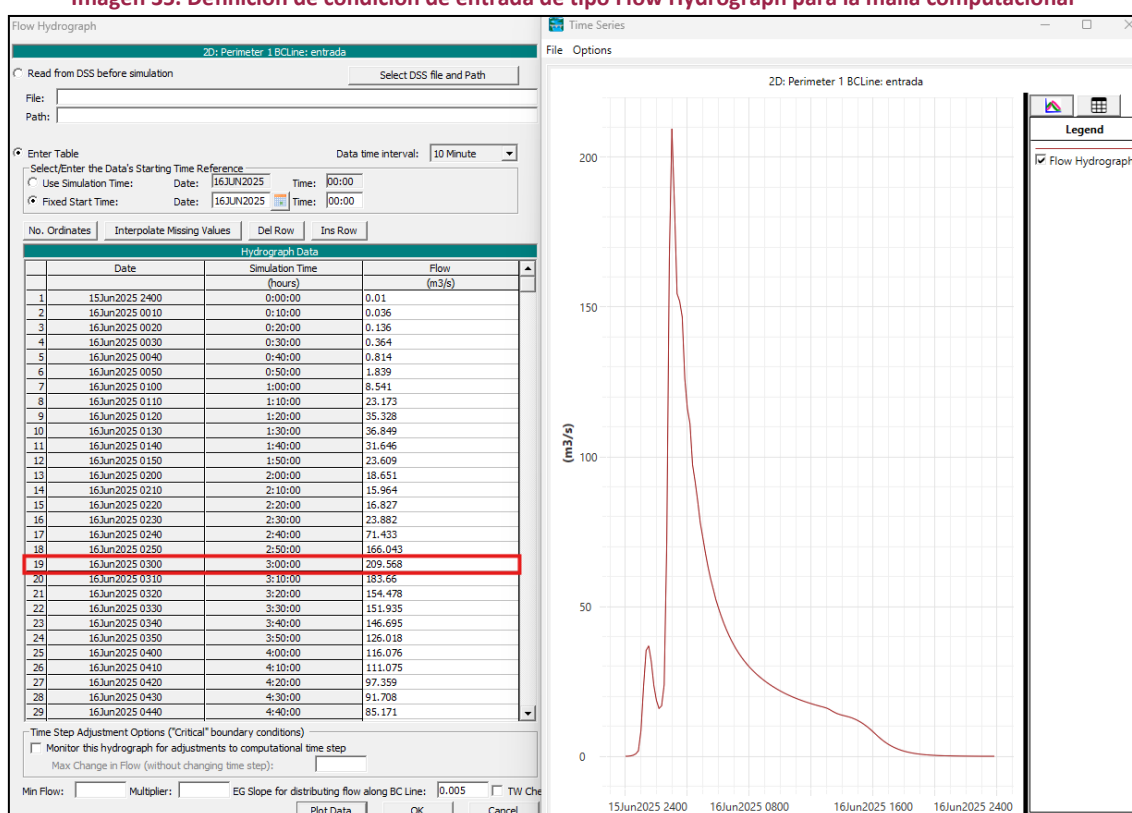 Imagen 35. Definición de condición de entrada de tipo Flow Hydrograph para la malla computacional
Flow Hydrograph
2D: Perimeter 1 BCLine: entrada
Read from DSS before simulation
Select DSS file and Path
File:
Path:
Enter Table
Data time interval: 10 Minute
Select/Enter the Data's Starting Time Reference
Use Simulation Time: Date: 16JUN2025 Time: 00:00
Fixed Start Time: Date: 16JUN2025 Time: 00:00
No. Ordinates Interpolate Missing Values Del Row Ins Row
Hydrograph Data
Date Simulation Time Flow
(hours) (m3/s)
1 15Jun2025 2400 0:00:00 0.01
2 16Jun2025 0010 0:10:00 0.036
3 16Jun2025 0020 0:20:00 0.136
4 16Jun2025 0030 0:30:00 0.364
5 16Jun2025 0040 0:40:00 0.814
6 16Jun2025 0050 0:50:00 1.839
7 16Jun2025 0100 1:00:00 8.541
8 16Jun2025 0110 1:10:00 23.173
9 16Jun2025 0120 1:20:00 35.328
10 16Jun2025 0130 1:30:00 36.849
11 16Jun2025 0140 1:40:00 31.646
12 16Jun2025 0150 1:50:00 23.609
13 16Jun2025 0200 2:00:00 18.651
14 16Jun2025 0210 2:10:00 15.964
15 16Jun2025 0220 2:20:00 16.827
16 16Jun2025 0230 2:30:00 23.882
17 16Jun2025 0240 2:40:00 71.433
18 16Jun2025 0250 2:50:00 166.043
19 16Jun2025 0300 3:00:00 209.568
20 16Jun2025 0310 3:10:00 183.66
21 16Jun2025 0320 3:20:00 154.478
22 16Jun2025 0330 3:30:00 151.935
23 16Jun2025 0340 3:40:00 146.695
24 16Jun2025 0350 3:50:00 126.018
25 16Jun2025 0400 4:00:00 116.076
26 16Jun2025 0410 4:10:00 111.075
27 16Jun2025 0420 4:20:00 97.359
28 16Jun2025 0430 4:30:00 91.708
29 16Jun2025 0440 4:40:00 85.171
Time Step Adjustment Options ("Critical" boundary conditions)
Monitor this hydrograph for adjustments to computational time step
Max Change in Flow (without changing time step):
Min Flow: Multiplier: EG Slope for distributing flow along BC Line: 0.005 TW Che
Plot Data OK Cancel
Time Series
File Options
2D: Perimeter 1 BCLine: entrada
Legend
Flow Hydrograph
200
150
100
50
0
(m3/s)
15Jun2025 2400 16Jun2025 0800 16Jun2025 1600 16Jun2025 2400